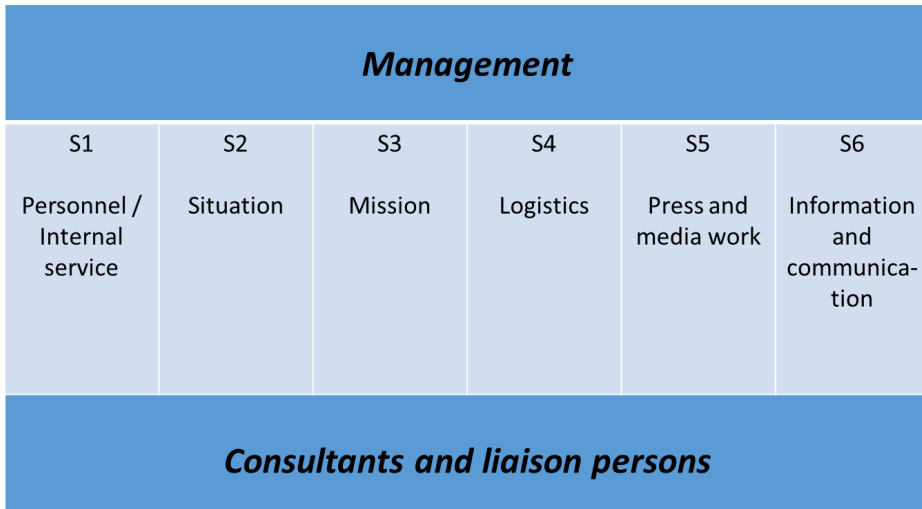 Management
S1
Personnel /
Internal
service
S2
Situation
S3
Mission
S4
Logistics
S5
Press and
media work
S6
Information
and
communica-
tion
Consultants and liaison persons